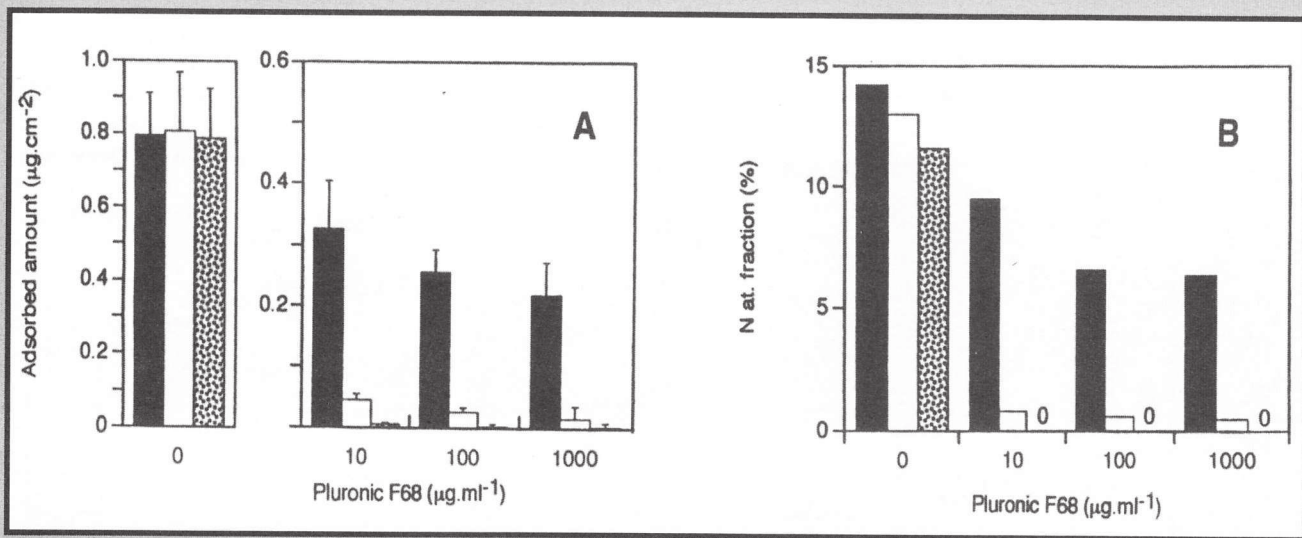 Adsorbed amount (µg.cm-2)
1.0
0.8
0.6
0.4
0.2
0
0
0.6
0.4
0.2
A
10 100 1000
Pluronic F68 (µg.ml-1)
N at. fraction (%)
15
10
5
0
B
0 0 0
0 10 100 1000
Pluronic F68 (µg.ml-1)